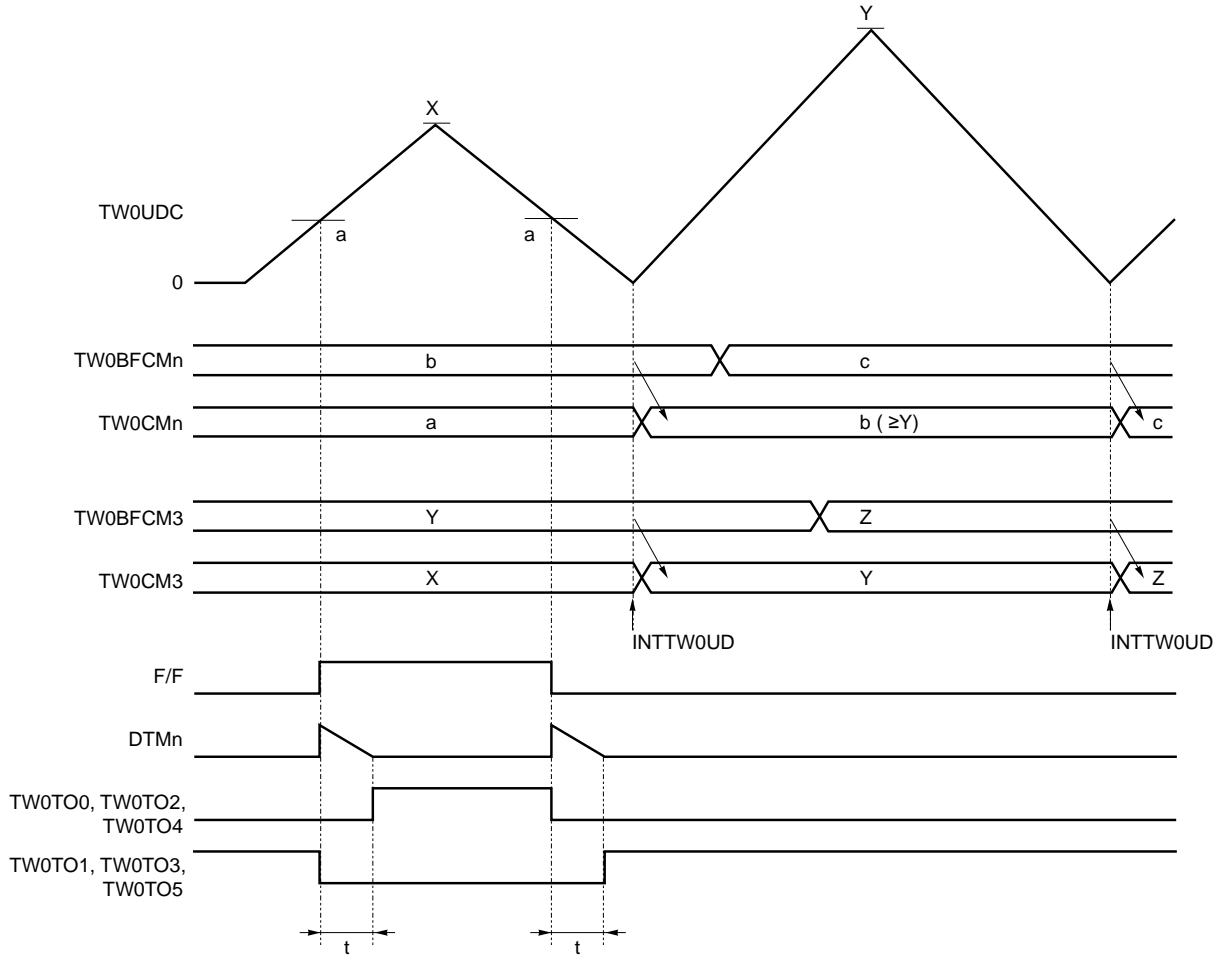 Y
X
TW0UDC
a
a
0
TW0BFCMn
b
c
TW0CMn
a
b ( ≥Y)
c
TW0BFCM3
Y
Z
TW0CM3
X
Y
Z
INTTW0UD
INTTW0UD
F/F
DTMn
TW0TO0, TW0TO2,
TW0TO4
TW0TO1, TW0TO3,
TW0TO5
t
t